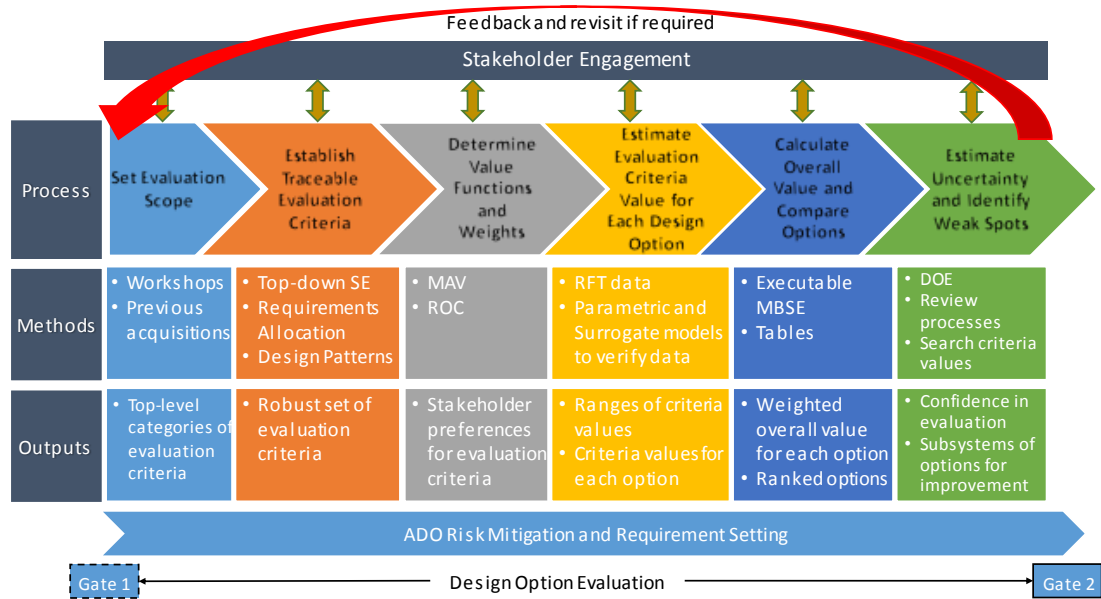 Feedback and revisit if required
Stakeholder Engagement
Process
Set Evaluation
Scope
Establish
Traceable
Evaluation
Criteria
Determine
Value
Functions
and
Weights
Estimate
Evaluation
Criteria
Value for
Each Design
Option
Calculate
Overall
Value and
Compare
Options
Estimate
Uncertainty
and Identify
Weak Spots
Methods
• Workshops
• Previous
acquisitions
• Top-down SE
• Requirements
Allocation
• Design Patterns
• MAV
• ROC
• RFT data
• Parametric and
Surrogate models
to verify data
• Executable
MBSE
• Tables
• DOE
• Review
processes
• Search criteria
values
Outputs
• Top-level
categories of
evaluation
criteria
• Robust set of
evaluation
criteria
• Stakeholder
preferences
for evaluation
criteria
• Ranges of criteria
values
• Criteria values for
each option
• Weighted
overall value
for each option
• Ranked options
• Confidence in
evaluation
• Subsystems of
options for
improvement
ADO Risk Mitigation and Requirement Setting
Gate 1
Design Option Evaluation
Gate 2